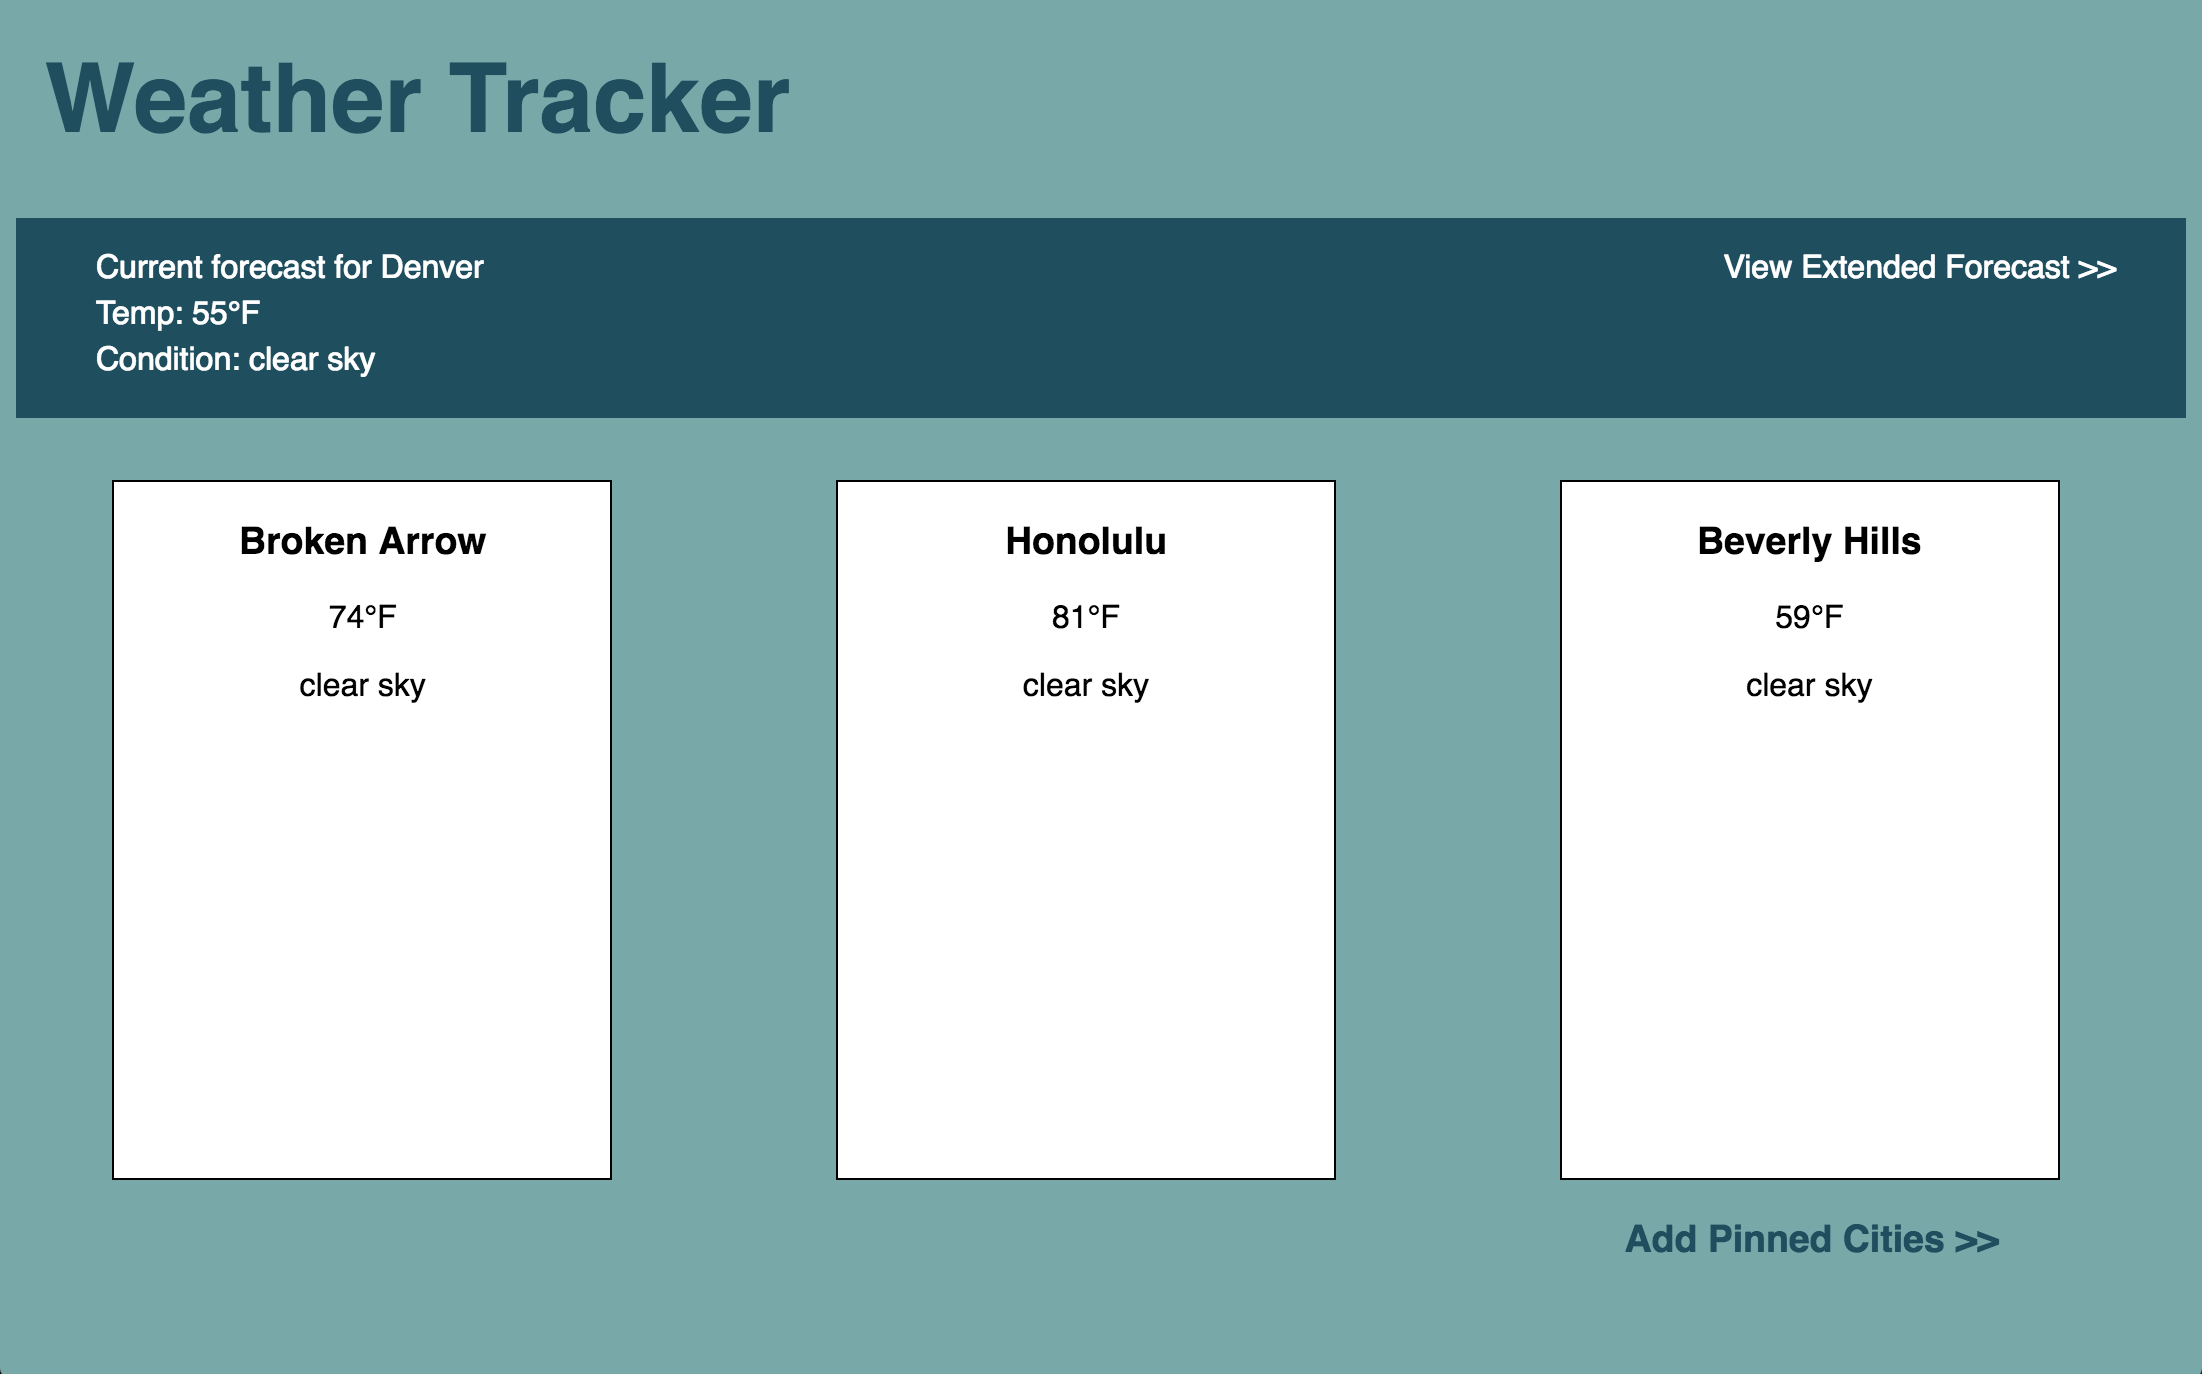 Weather Tracker
Current forecast for Denver
View Extended Forecast >>
Temp: 55°F
Condition: clear sky
Broken Arrow
74°F
clear sky
Honolulu
81°F
clear sky
Beverly Hills
59°F
clear sky
Add Pinned Cities >>